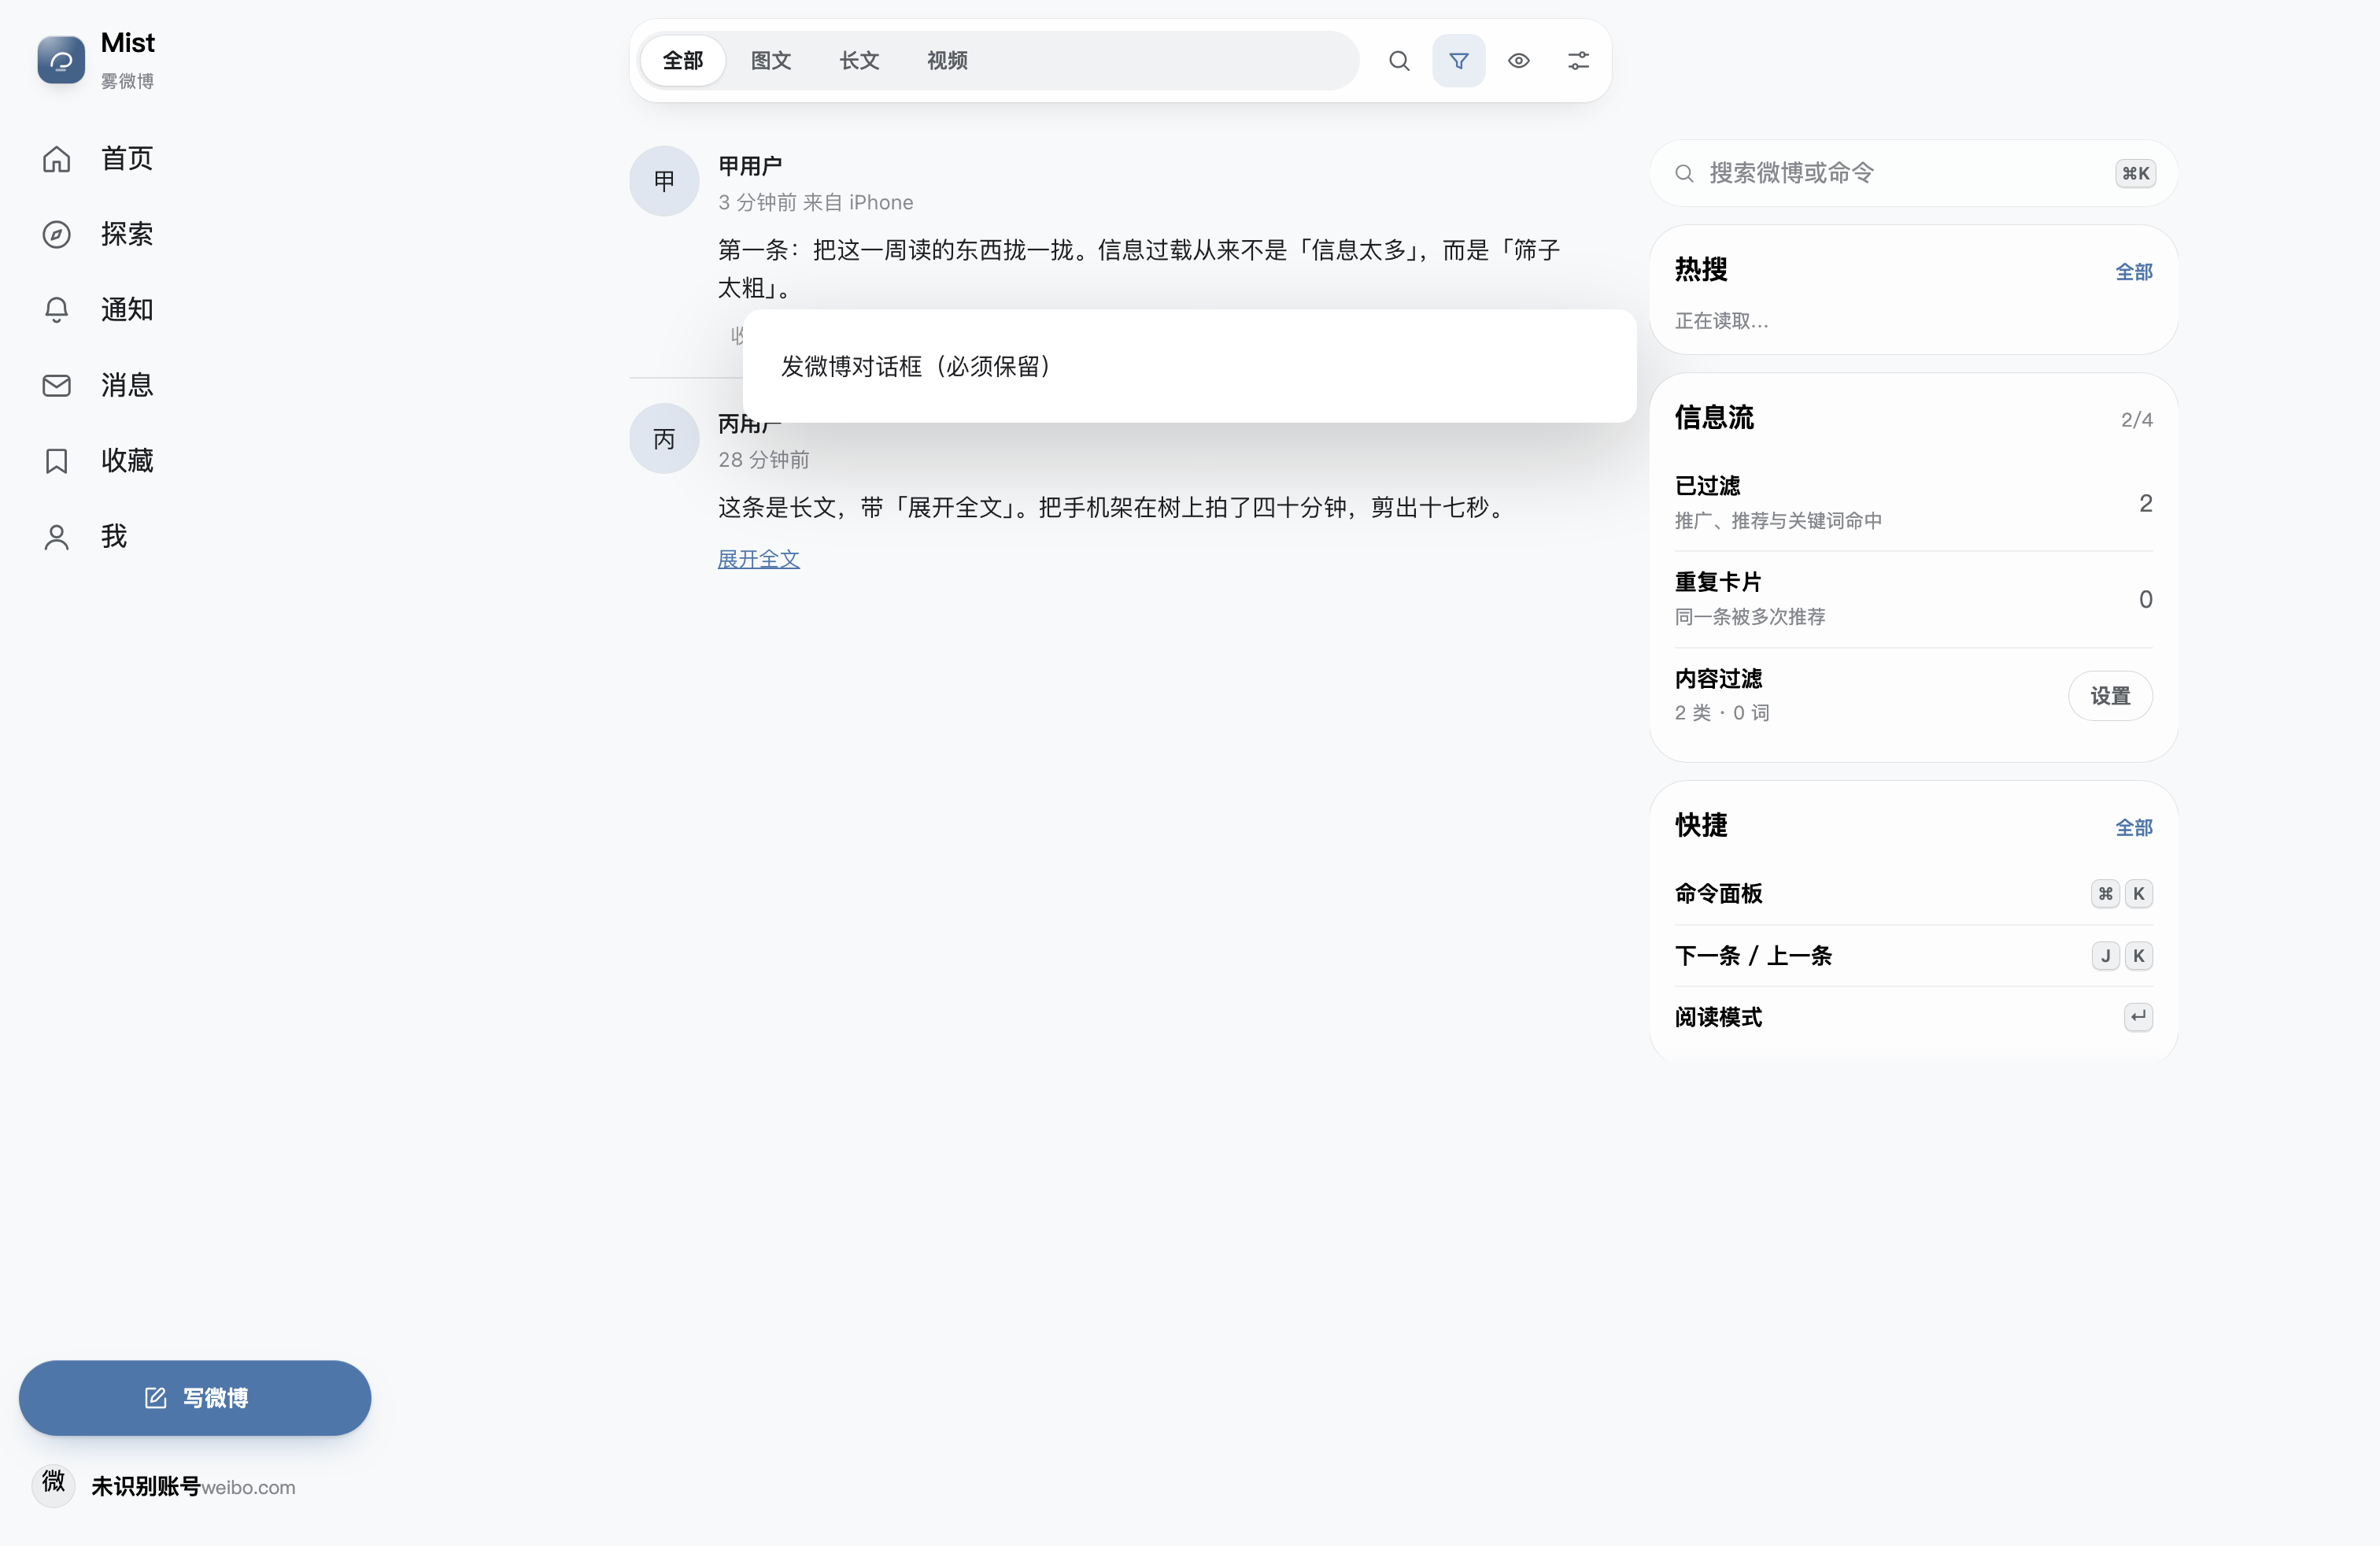 Mist
雾微博
首页
探索
通知
消息
收藏
我
写微博
微
未识别账号weibo.com
全部 图文 长文 视频
甲
甲用户
3 分钟前 来自 iPhone
第一条：把这一周读的东西拢一拢。信息过载从来不是「信息太多」，而是「筛子
太粗」。
发微博对话框（必须保留）
丙
丙用户
28 分钟前
这条是长文，带「展开全文」。把手机架在树上拍了四十分钟，剪出十七秒。
展开全文
搜索微博或命令 ⌘K
热搜 全部
正在读取...
信息流 2/4
已过滤
推广、推荐与关键词命中
2
重复卡片
同一条被多次推荐
0
内容过滤
2 类 · 0 词
设置
快捷 全部
命令面板 ⌘ K
下一条 / 上一条 J K
阅读模式 ↵